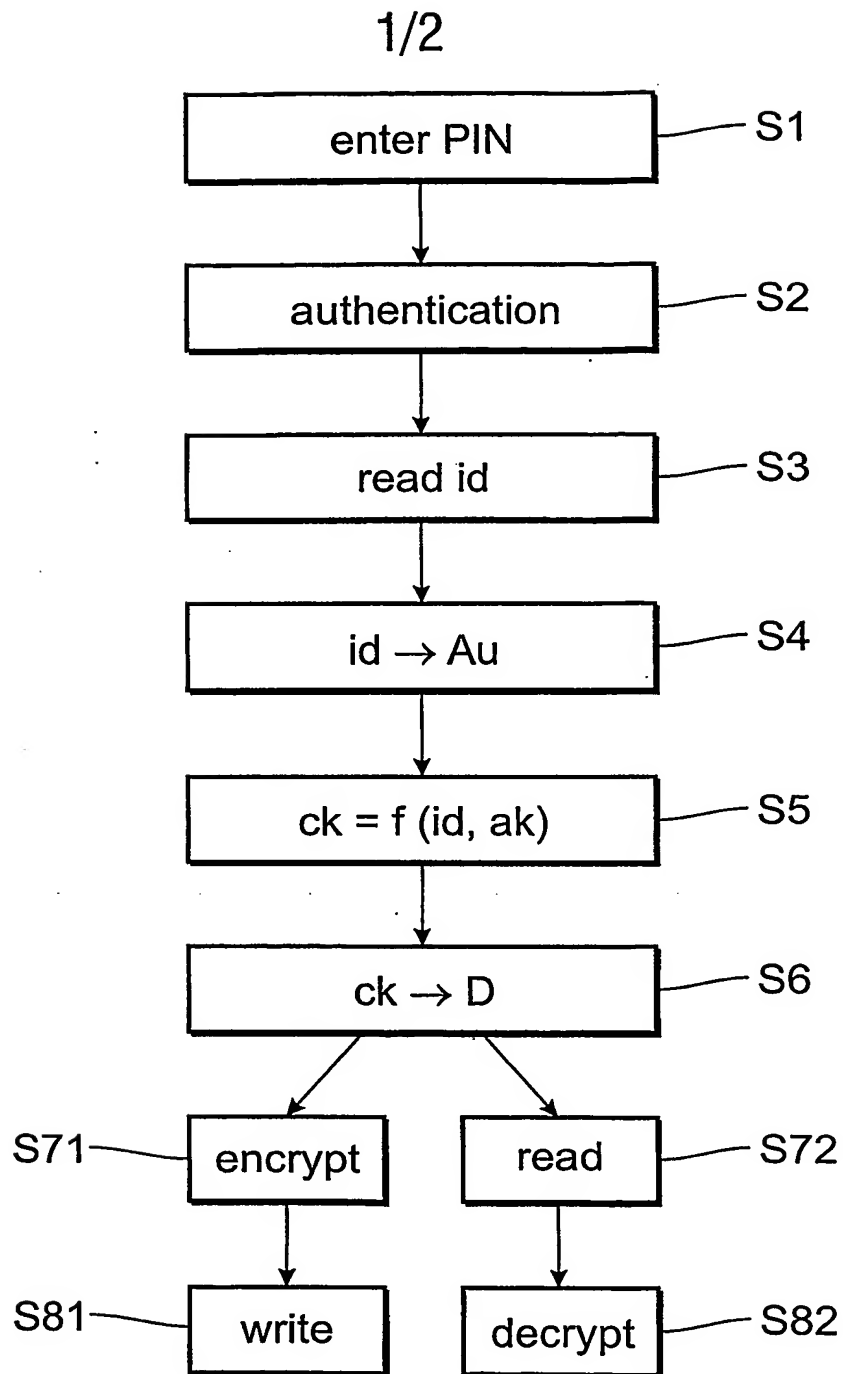 1/2
enter PIN S1
authentication S2
read id S3
id → Au S4
ck = f (id, ak) S5
ck → D S6
S71 encrypt read S72
S81 write decrypt S82